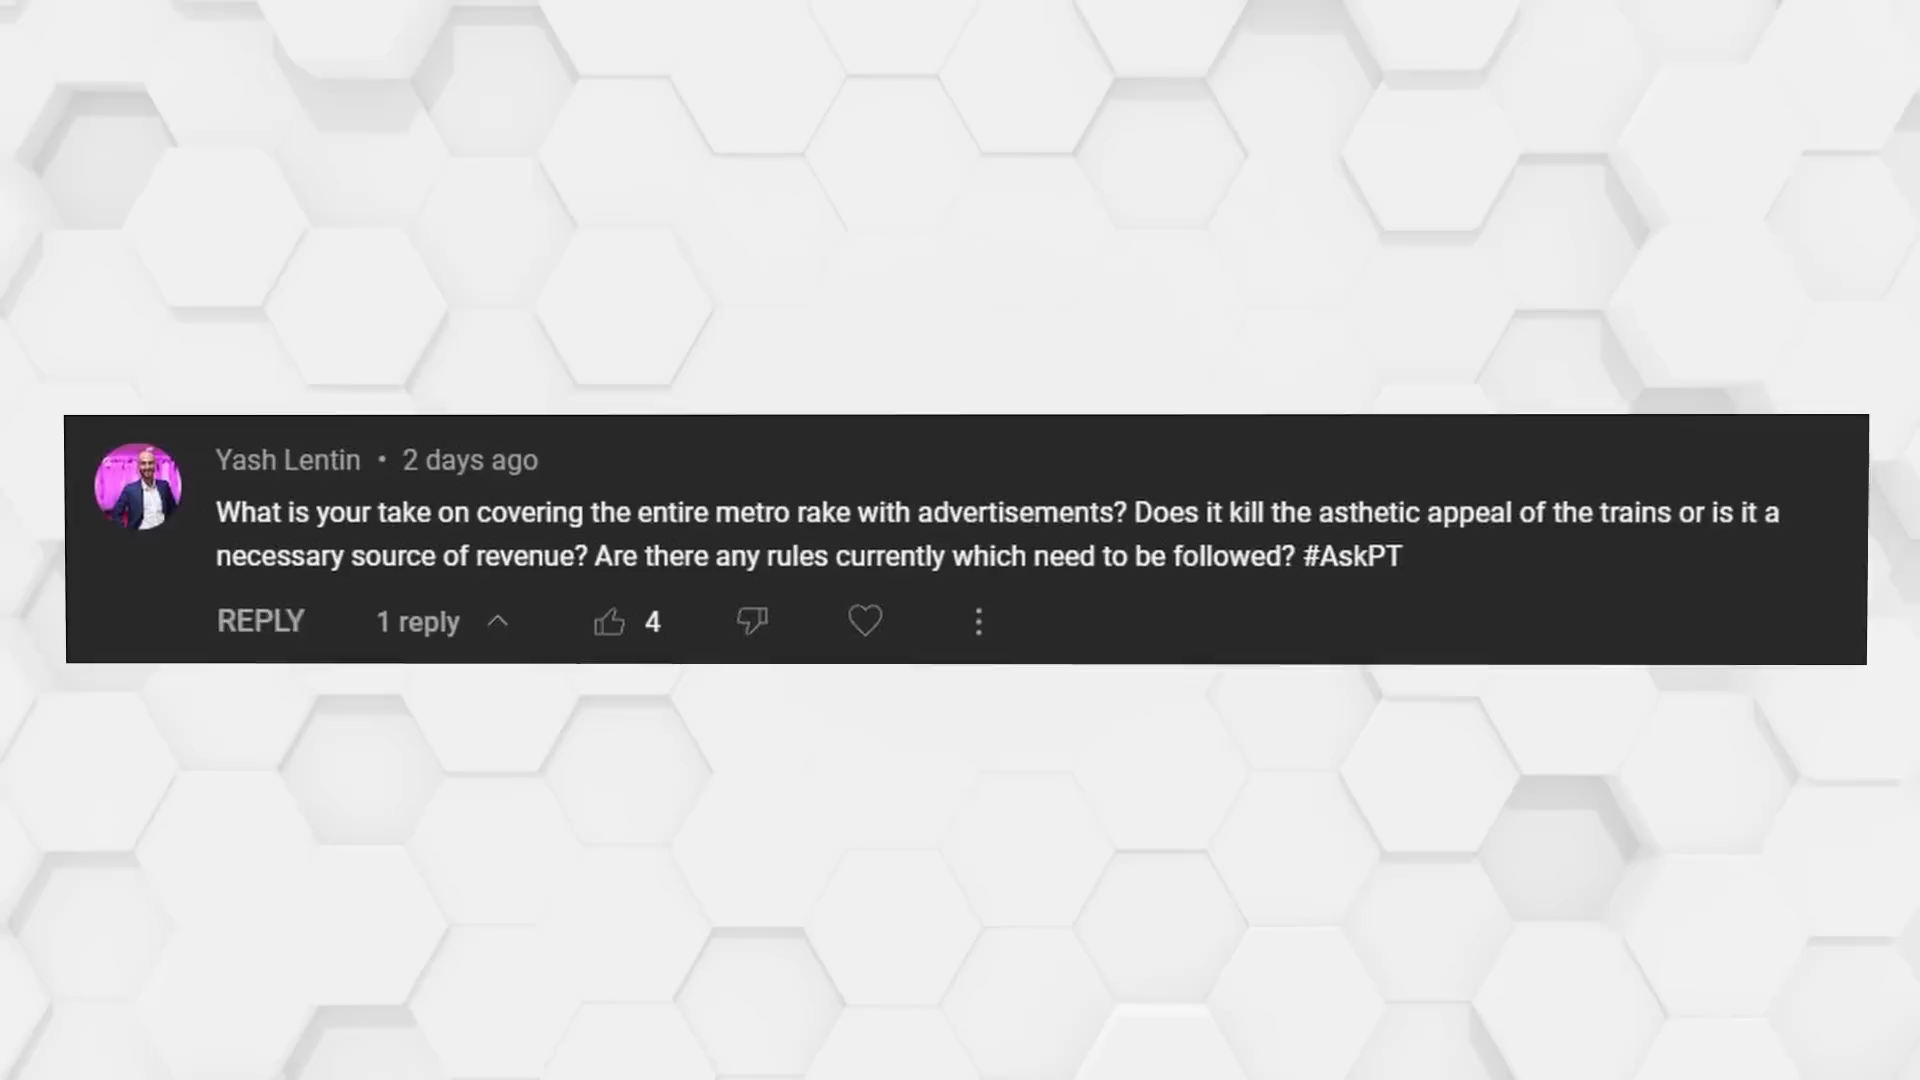 Yash Lentin • 2 days ago
What is your take on covering the entire metro rake with advertisements? Does it kill the asthetic appeal of the trains or is it a
necessary source of revenue? Are there any rules currently which need to be followed? #AskPT
REPLY 1 reply 4